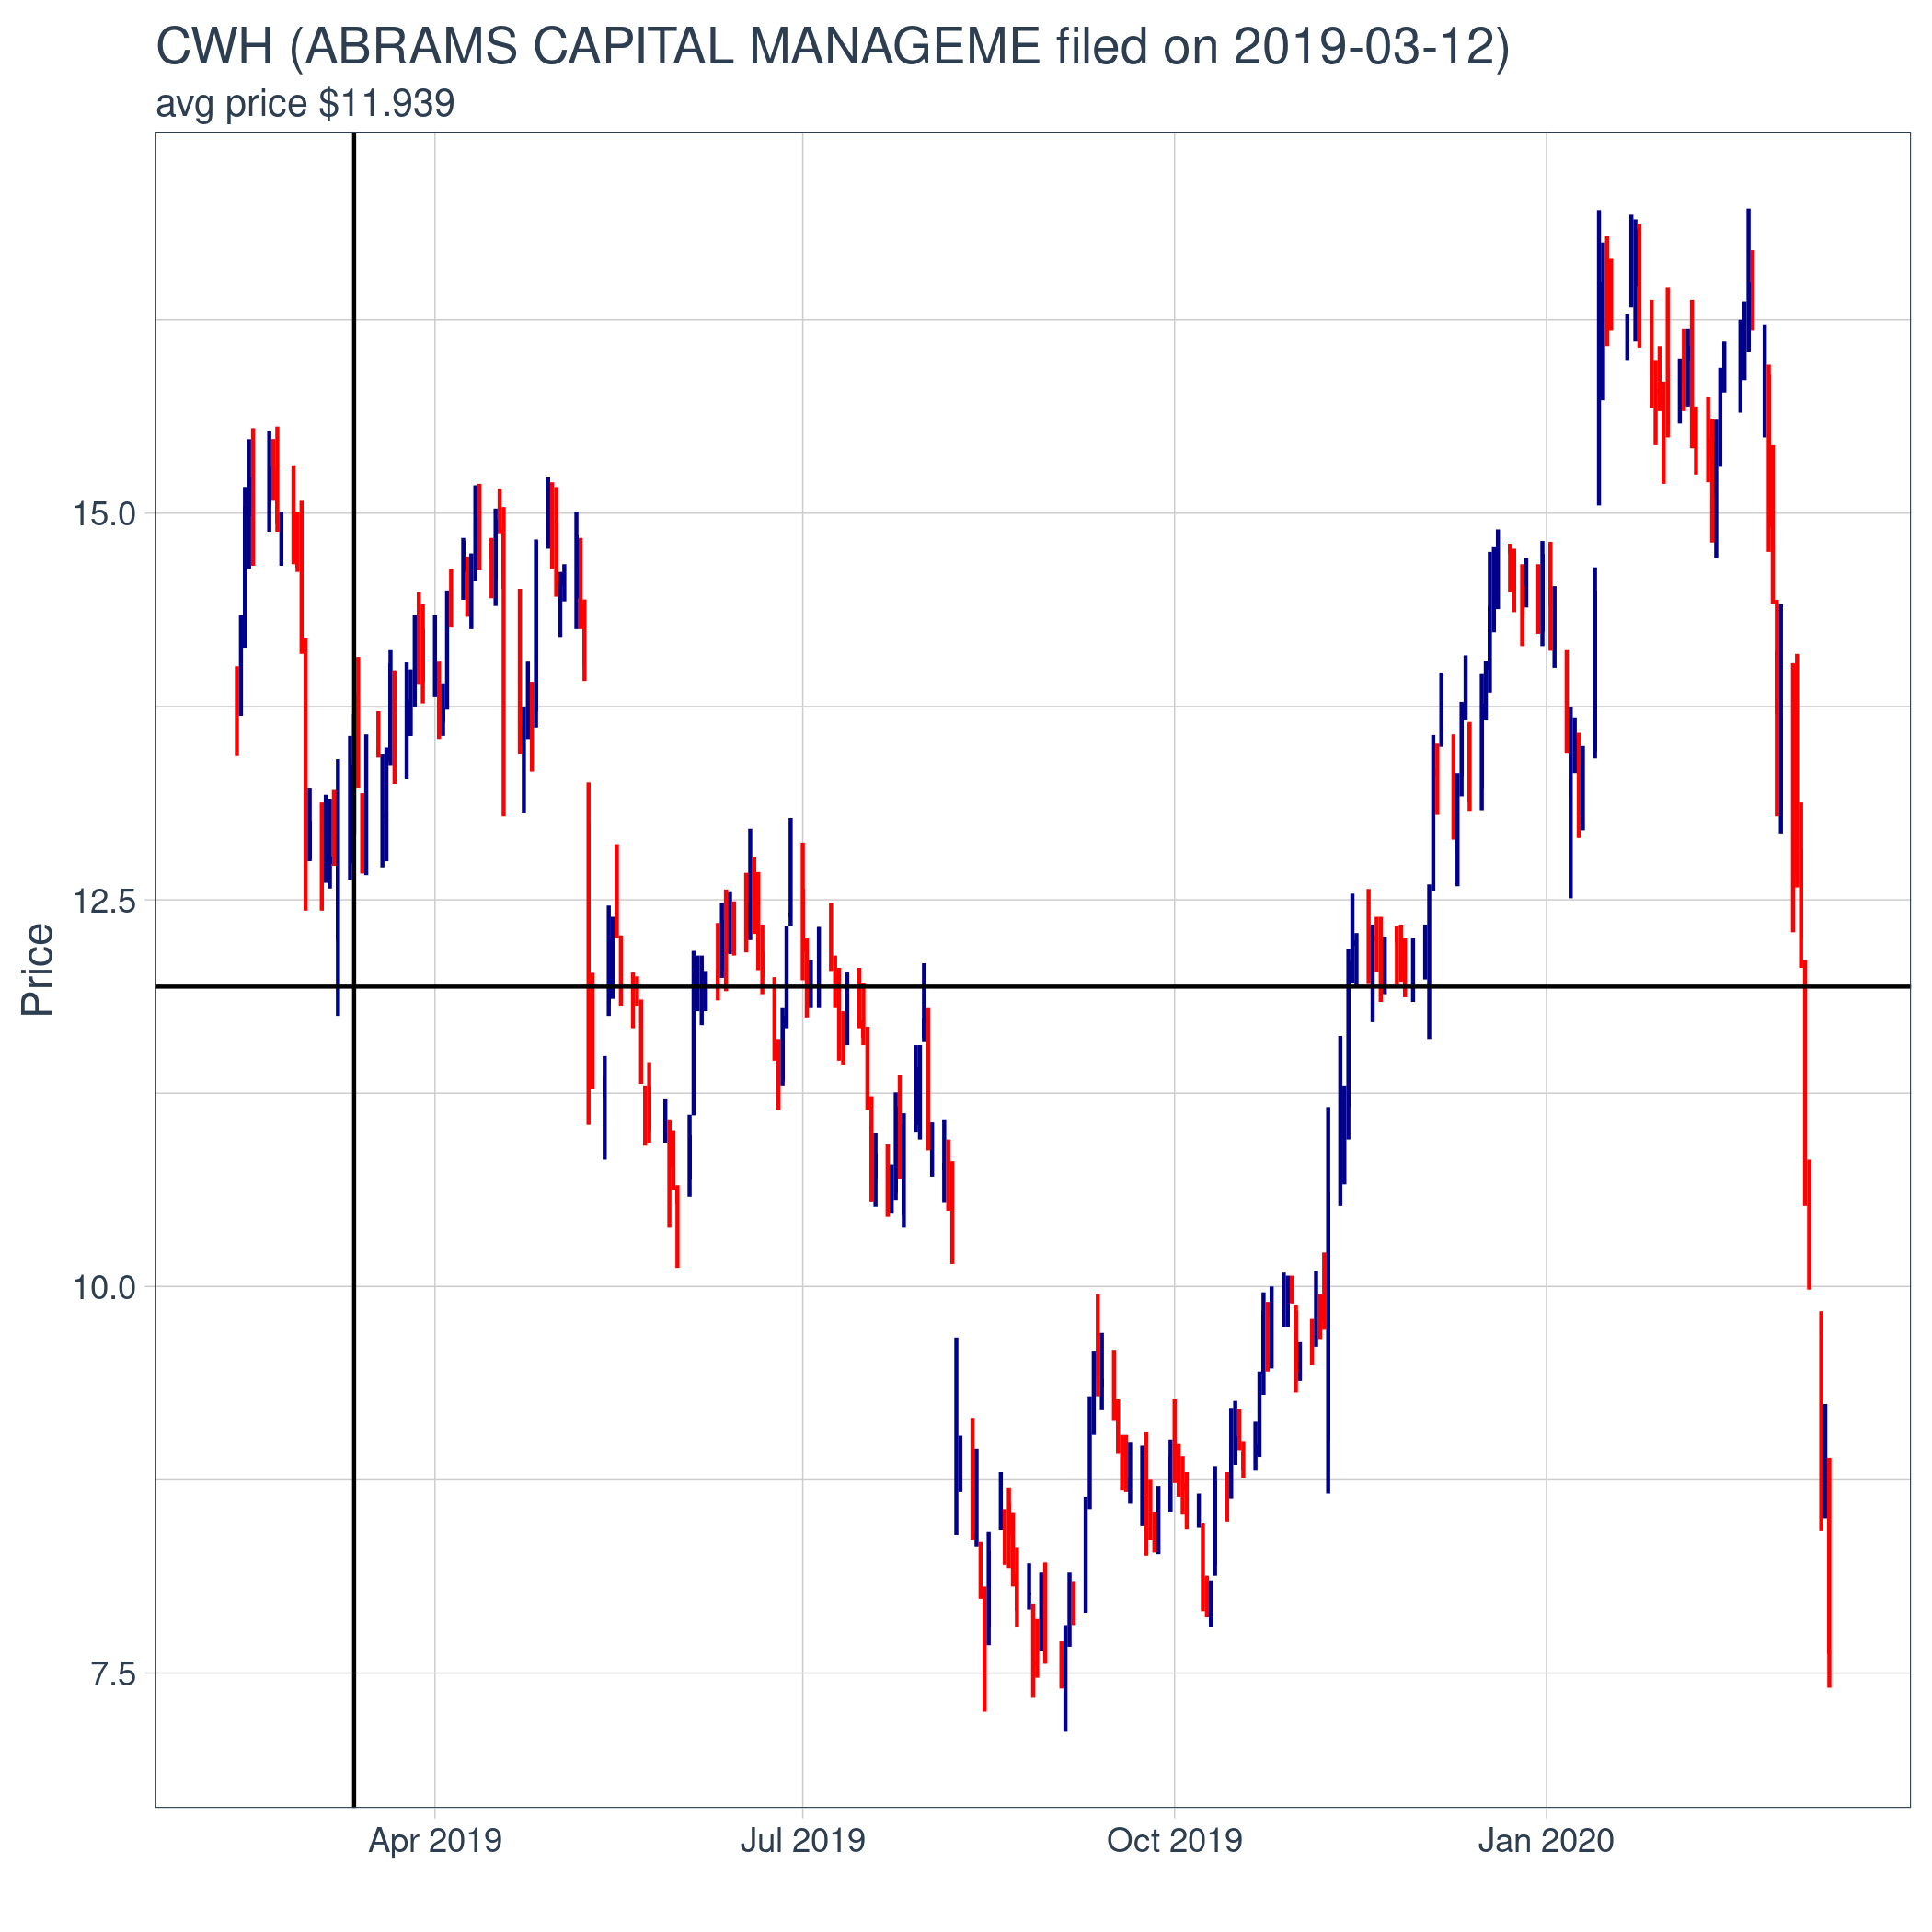 CWH (ABRAMS CAPITAL MANAGEME filed on 2019-03-12)
avg price $11.939
Price
15.0
12.5
10.0
7.5
Apr 2019
Jul 2019
Oct 2019
Jan 2020